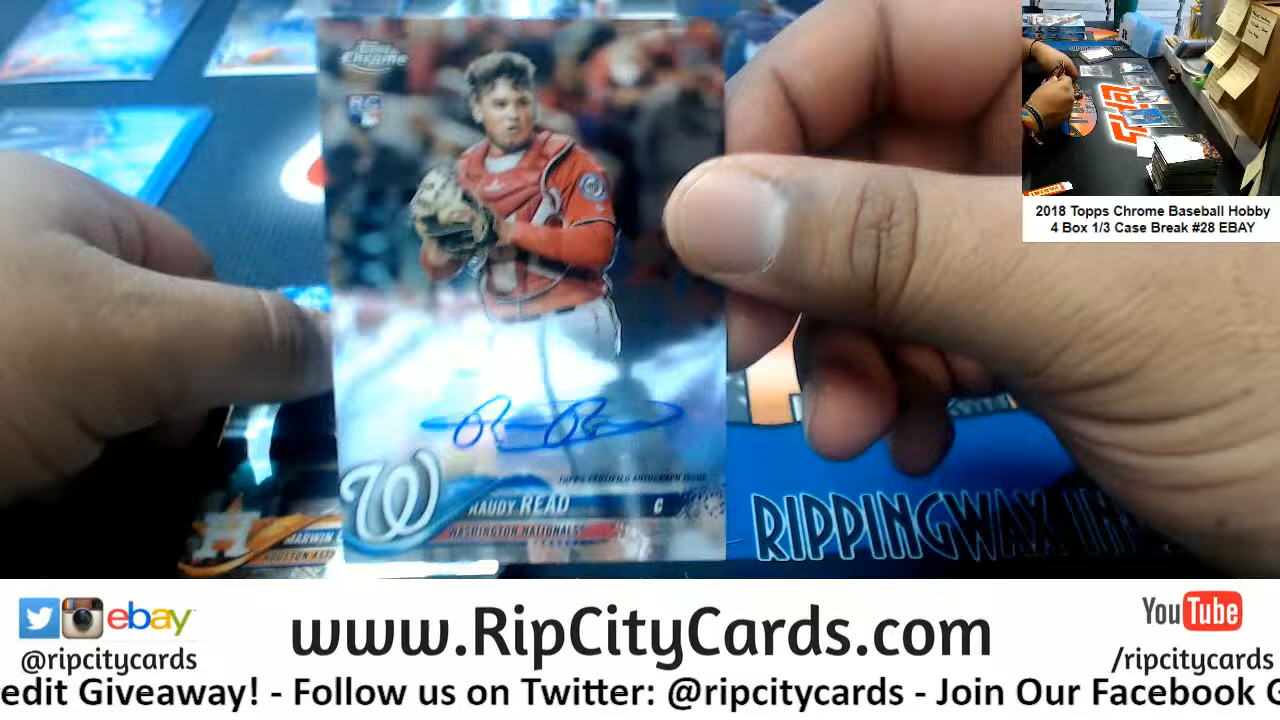 Topps
Chrome
RC
RAUDY READ
C
WASHINGTON NATIONALS
TOPPS CERTIFIED AUTOGRAPH ISSUE
W
MARWIN
HOUSTON
RIPPINGWAX
PANINI
2018 Topps Chrome Baseball Hobby
4 Box 1/3 Case Break #28 EBAY
ebay
@ripcitycards
www.RipCityCards.com
YouTube
/ripcitycards
edit Giveaway! - Follow us on Twitter: @ripcitycards - Join Our Facebook G